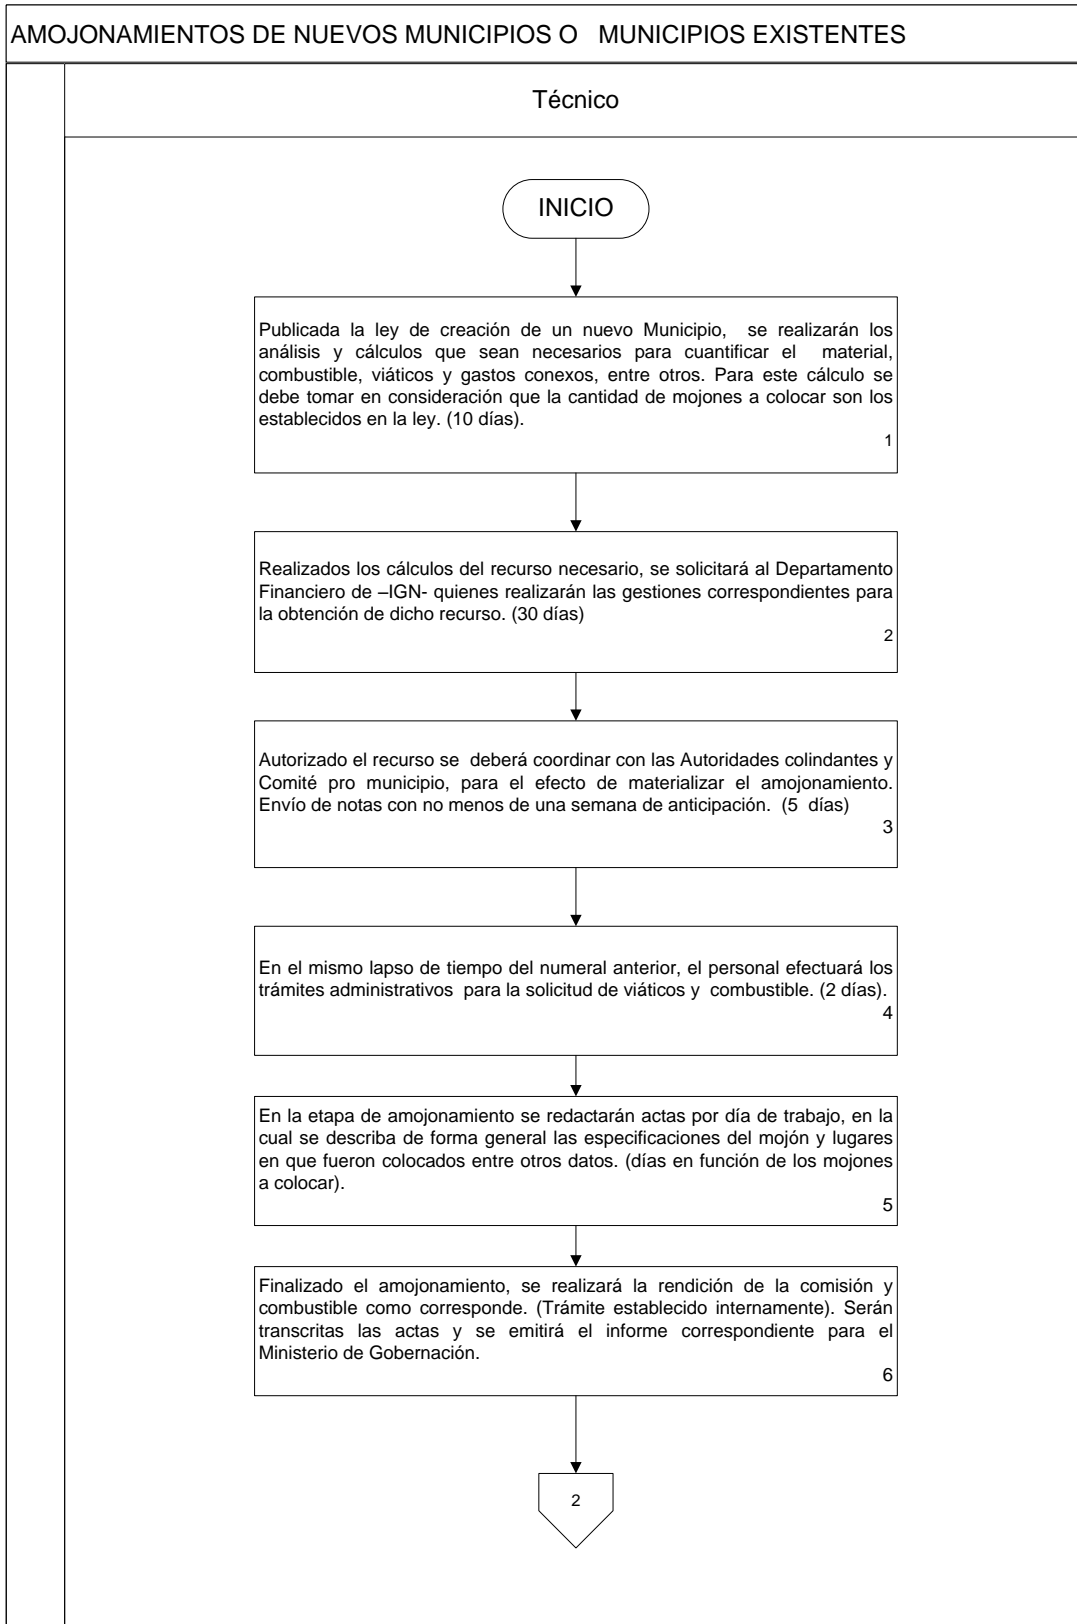 AMOJONAMIENTOS DE NUEVOS MUNICIPIOS O MUNICIPIOS EXISTENTES
Técnico
INICIO
Publicada la ley de creación de un nuevo Municipio, se realizarán los
análisis y cálculos que sean necesarios para cuantificar el material,
combustible, viáticos y gastos conexos, entre otros. Para este cálculo se
debe tomar en consideración que la cantidad de mojones a colocar son los
establecidos en la ley. (10 días).
1
Realizados los cálculos del recurso necesario, se solicitará al Departamento
Financiero de –IGN- quienes realizarán las gestiones correspondientes para
la obtención de dicho recurso. (30 días)
2
Autorizado el recurso se deberá coordinar con las Autoridades colindantes y
Comité pro municipio, para el efecto de materializar el amojonamiento.
Envío de notas con no menos de una semana de anticipación. (5 días)
3
En el mismo lapso de tiempo del numeral anterior, el personal efectuará los
trámites administrativos para la solicitud de viáticos y combustible. (2 días).
4
En la etapa de amojonamiento se redactarán actas por día de trabajo, en la
cual se describa de forma general las especificaciones del mojón y lugares
en que fueron colocados entre otros datos. (días en función de los mojones
a colocar).
5
Finalizado el amojonamiento, se realizará la rendición de la comisión y
combustible como corresponde. (Trámite establecido internamente). Serán
transcritas las actas y se emitirá el informe correspondiente para el
Ministerio de Gobernación.
6
2